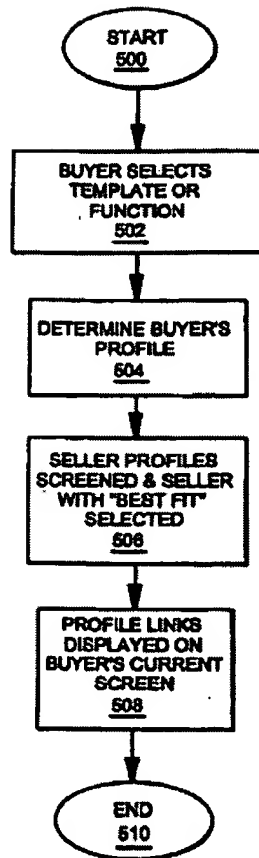 START
500
BUYER SELECTS
TEMPLATE OR
FUNCTION
502
DETERMINE BUYER'S
PROFILE
504
SELLER PROFILES
SCREENED & SELLER
WITH "BEST FIT"
SELECTED
506
PROFILE LINKS
DISPLAYED ON
BUYER'S CURRENT
SCREEN
508
END
510